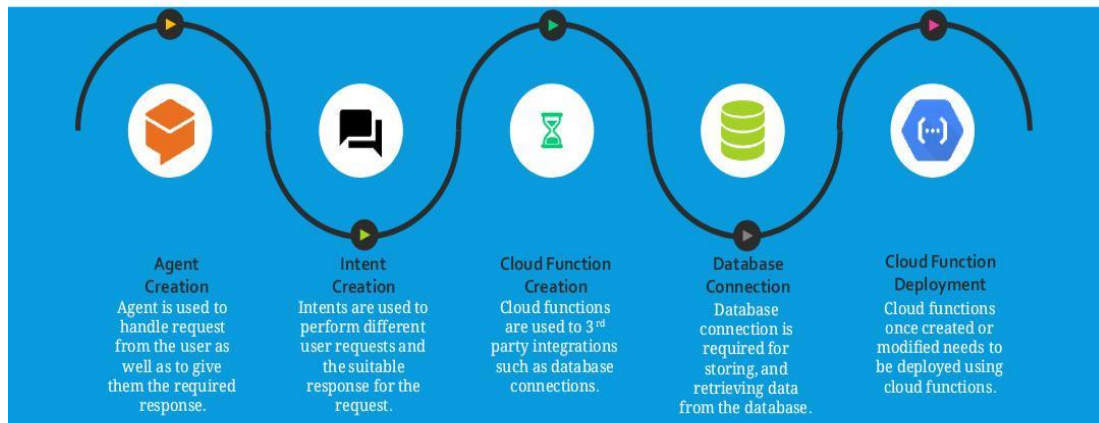 Agent
Creation
Agent is used to
handle request
from the user as
well as to give
them the required
response.
Intent
Creation
Intents are used to
perform different
user requests and
the suitable
response for the
request.
Cloud Function
Creation
Cloud functions
are used to 3rd
party integrations
such as database
connections.
Database
Connection
Database
connection is
required for
storing, and
retrieving data
from the database.
Cloud Function
Deployment
Cloud functions
once created or
modified needs to
be deployed using
cloud functions.